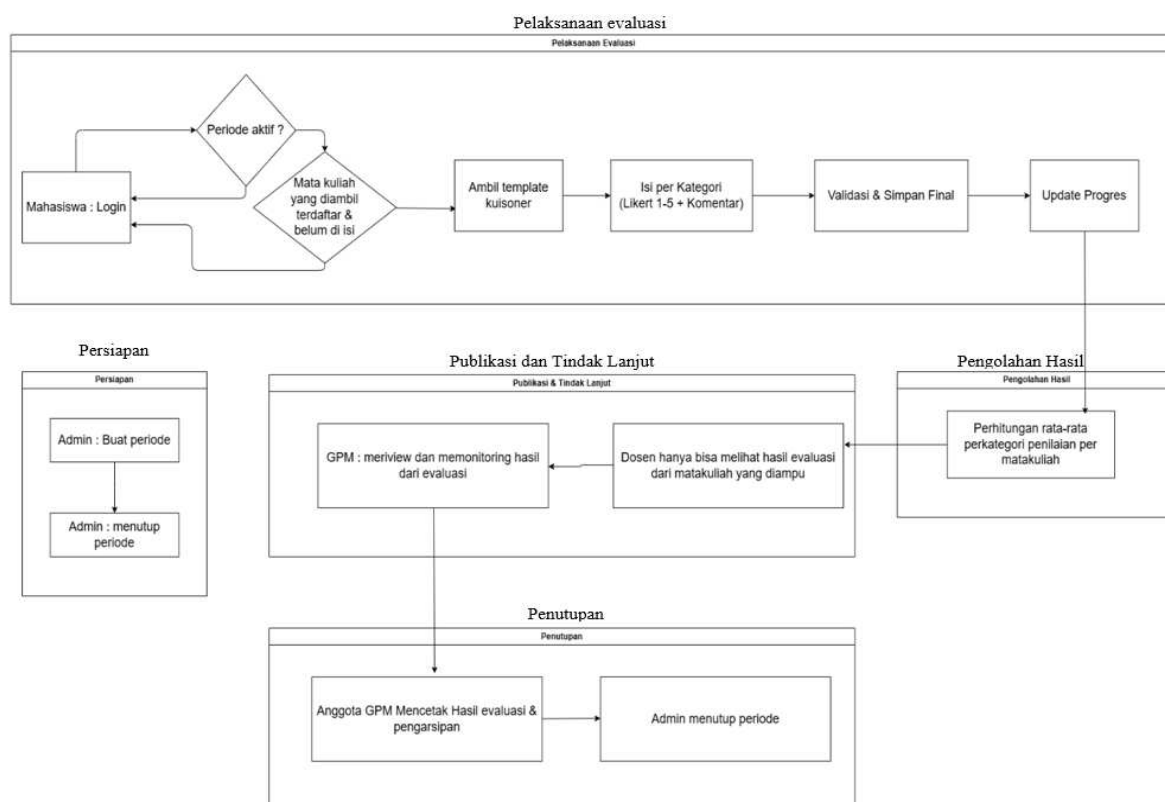 Pelaksanaan evaluasi
Pelaksanaan Evaluasi
Periode aktif ?
Mahasiswa : Login
Mata kuliah
yang diambil
terdaftar &
belum di isi
Ambil template
kuisoner
Isi per Kategori
(Likert 1-5 + Komentar)
Validasi & Simpan Final
Update Progres
Persiapan
Persiapan
Admin : Buat periode
Admin : menutup
periode
Publikasi dan Tindak Lanjut
Publikasi & Tindak Lanjut
GPM : meriview dan memonitoring hasil
dari evaluasi
Dosen hanya bisa melihat hasil evaluasi
dari matakuliah yang diampu
Pengolahan Hasil
Pengolahan Hasil
Perhitungan rata-rata
perkategori penilaian per
matakuliah
Penutupan
Penutupan
Anggota GPM Mencetak Hasil evaluasi &
pengarsipan
Admin menutup periode